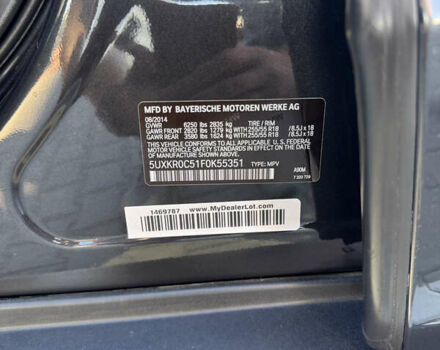 MFD BY BAYERISCHE MOTOREN WERKE AG
08/2014
GVWR 6250 lbs 2835 kg TIRE / RIM
GAWR FRONT 2820 lbs 1279 kg WITH 255/55 R18 / 8.5J x 18
GAWR REAR 3580 lbs 1624 kg WITH 255/55 R18 / 8.5J x 18
THIS VEHICLE CONFORMS TO ALL APPLICABLE U.S. FEDERAL
MOTOR VEHICLE SAFETY STANDARDS IN EFFECT ON
THE DATE OF MANUFACTURE SHOWN ABOVE.
5UXKR0C51F0K55351 TYPE: MPV
1469787
www.MyDealerLot.com